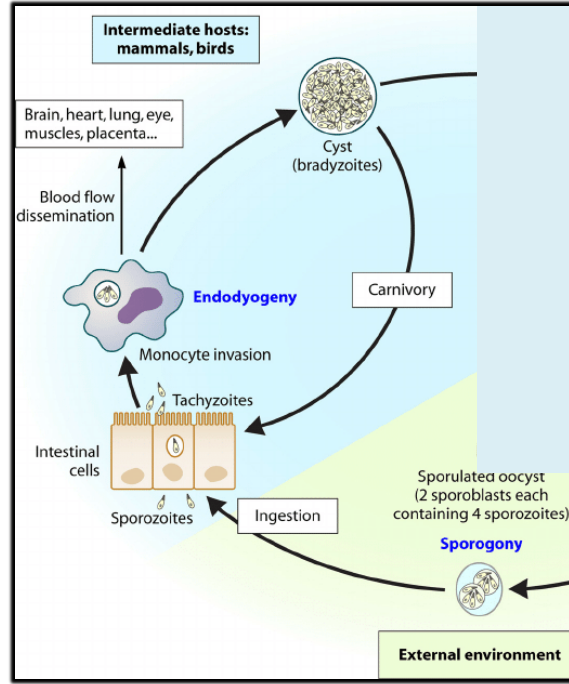 Intermediate hosts:
mammals, birds
Brain, heart, lung, eye,
muscles, placenta...
Cyst
(bradyzoites)
Blood flow
dissemination
Endodyogeny
Carnivory
Monocyte invasion
Tachyzoites
Intestinal
cells
Sporozoites
Ingestion
Sporulated oocyst
(2 sporoblasts each
containing 4 sporozoites)
Sporogony
External environment